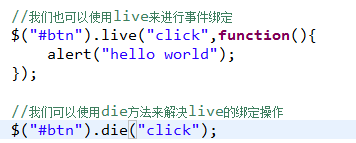 //我们也可以使用live来进行事件绑定
$("#btn").live("click",function(){
    alert("hello world");
});

//我们可以使用die方法来解决live的绑定操作
$("#btn").die("click");